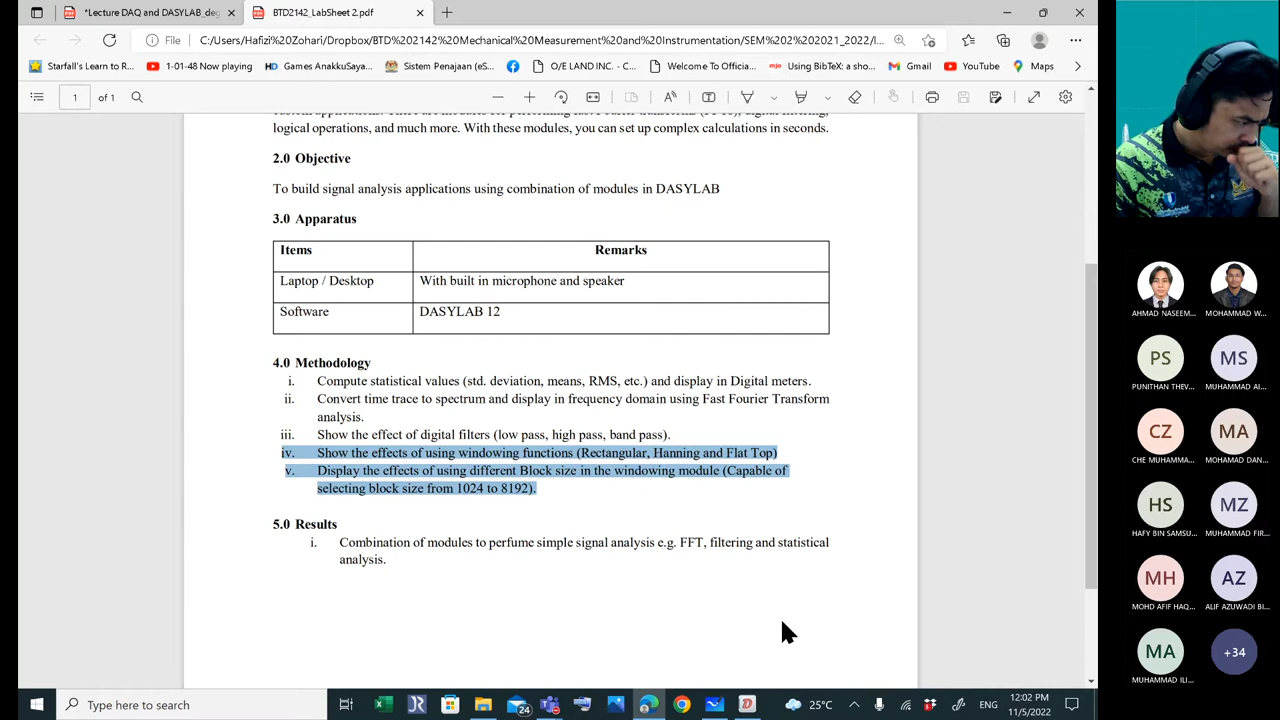 *Lecture DAQ and DASYLAB_deg
BTD2142_LabSheet 2.pdf
File
C:/Users/Hafizi%20Zohari/Dropbox/BTD%202142%20Mechanical%20Measurement%20and%20Instrumentation/SEM%202%202021_2022/l...
Starfall's Learn to R...
1-01-48 Now playing
HD Games AnakkuSaya...
Sistem Penajaan (eS...
O/E LAND INC. - C...
Welcome To Officia...
mjo Using BibTeX: a sho...
Gmail
YouTube
Maps
1 of 1
logical operations, and much more. With these modules, you can set up complex calculations in seconds.
2.0 Objective
To build signal analysis applications using combination of modules in DASYLAB
3.0 Apparatus
Items Remarks
Laptop / Desktop With built in microphone and speaker
Software DASYLAB 12
4.0 Methodology
i. Compute statistical values (std. deviation, means, RMS, etc.) and display in Digital meters.
ii. Convert time trace to spectrum and display in frequency domain using Fast Fourier Transform
analysis.
iii. Show the effect of digital filters (low pass, high pass, band pass).
iv. Show the effects of using windowing functions (Rectangular, Hanning and Flat Top)
v. Display the effects of using different Block size in the windowing module (Capable of
selecting block size from 1024 to 8192).
5.0 Results
i. Combination of modules to perfume simple signal analysis e.g. FFT, filtering and statistical
analysis.
AHMAD NASEEM...
MOHAMMAD W...
PS
MS
PUNITHAN THEV...
MUHAMMAD AI...
CZ
MA
CHE MUHAMMA...
MOHAMAD DAN...
HS
MZ
HAFY BIN SAMSU...
MUHAMMAD FIR...
MH
AZ
MOHD AFIF HAQ...
ALIF AZUWADI BI...
MA
+34
MUHAMMAD ILI...
Type here to search
24
25°C
ENG
12:02 PM
11/5/2022